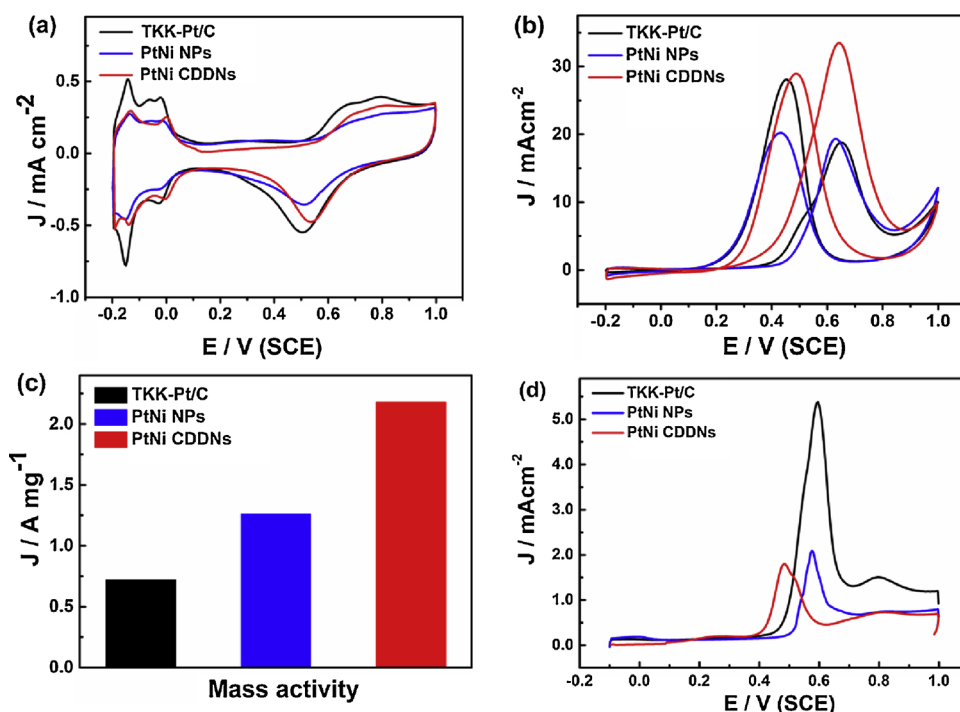 (a)
TKK-Pt/C
PtNi NPs
PtNi CDDNs
J / mA cm-2
0.5
0.0
-0.5
-1.0
-0.2 0.0 0.2 0.4 0.6 0.8 1.0
E / V (SCE)
(b)
TKK-Pt/C
PtNi NPs
PtNi CDDNs
J / mAcm-2
30
20
10
0
-0.2 0.0 0.2 0.4 0.6 0.8 1.0
E / V (SCE)
(c)
TKK-Pt/C
PtNi NPs
PtNi CDDNs
J / A mg-1
2.0
1.5
1.0
0.5
0.0
Mass activity
(d)
TKK-Pt/C
PtNi NPs
PtNi CDDNs
J / mAcm-2
5.0
4.0
3.0
2.0
1.0
0.0
-0.2 0.0 0.2 0.4 0.6 0.8 1.0
E / V (SCE)